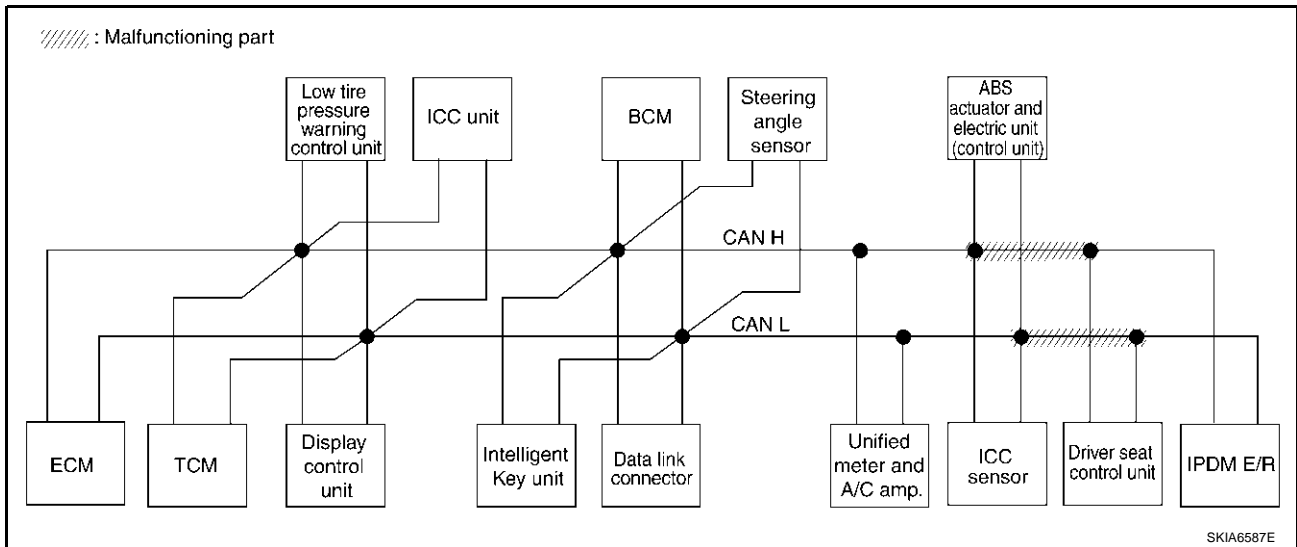 : Malfunctioning part
Low tire
pressure
warning
control unit
ICC unit
BCM
Steering
angle
sensor
ABS
actuator and
electric unit
(control unit)
CAN H
CAN L
ECM
TCM
Display
control
unit
Intelligent
Key unit
Data link
connector
Unified
meter and
A/C amp.
ICC
sensor
Driver seat
control unit
IPDM E/R
SKIA6587E